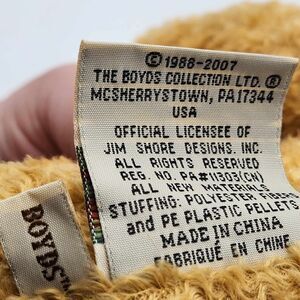 © 1988-2007
THE BOYDS COLLECTION LTD.®
MCSHERRYSTOWN, PA17344
USA
OFFICIAL LICENSEE OF
JIM SHORE DESIGNS, INC.
ALL RIGHTS RESERVED
REG. NO. PA#11303(CN)
ALL NEW MATERIALS
STUFFING: POLYESTER FIBERS
and PE PLASTIC PELLETS
MADE IN CHINA
FABRIQUÉ EN CHINE
BOYDS™